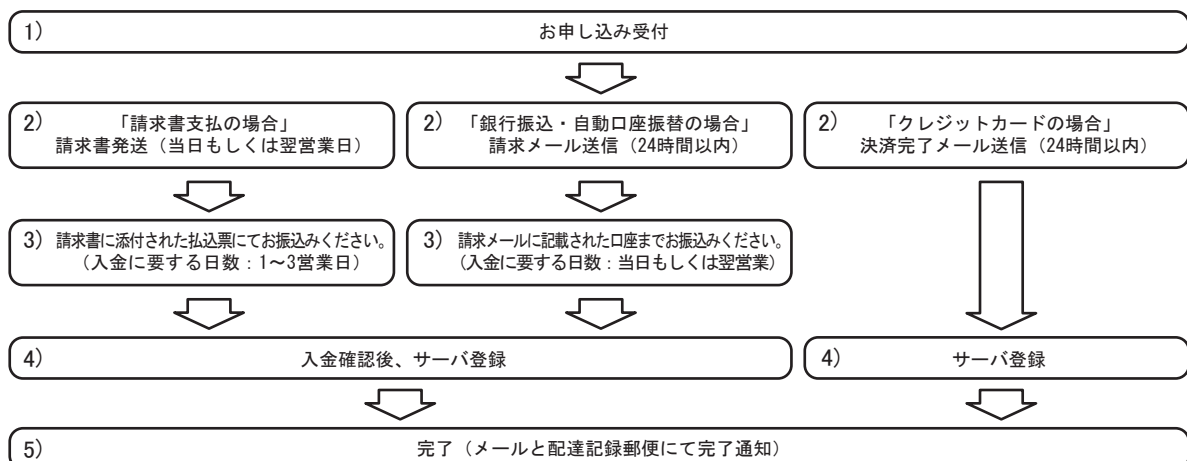 1) お申し込み受付
2) 「請求書支払の場合」
請求書発送（当日もしくは翌営業日）
2) 「銀行振込・自動口座振替の場合」
請求メール送信（24時間以内）
2) 「クレジットカードの場合」
決済完了メール送信（24時間以内）
3) 請求書に添付された払込票にてお振込みください。
（入金に要する日数：1～3営業日）
3) 請求メールに記載された口座までお振込みください。
（入金に要する日数：当日もしくは翌営業）
4) 入金確認後、サーバ登録
4) サーバ登録
5) 完了（メールと配達記録郵便にて完了通知）